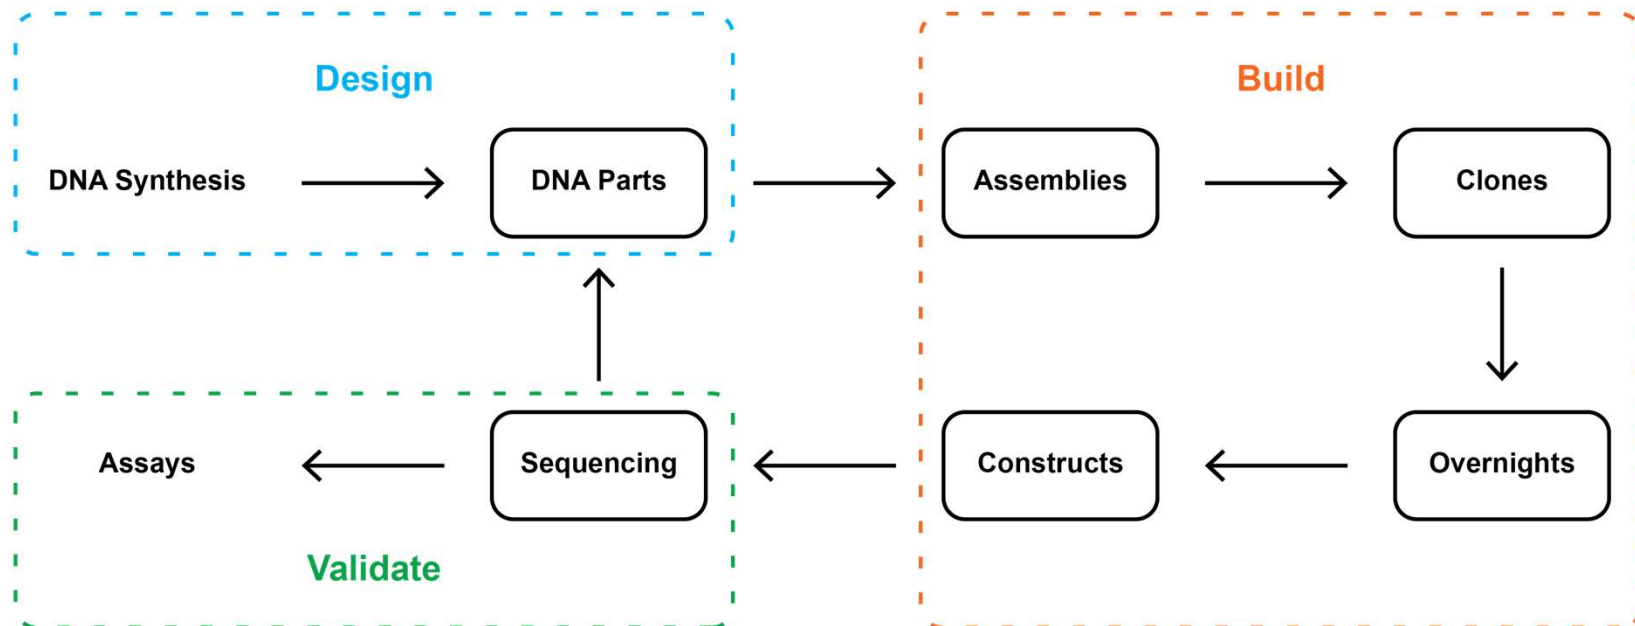 Design
Build
DNA Synthesis
DNA Parts
Assemblies
Clones
Assays
Sequencing
Constructs
Overnights
Validate